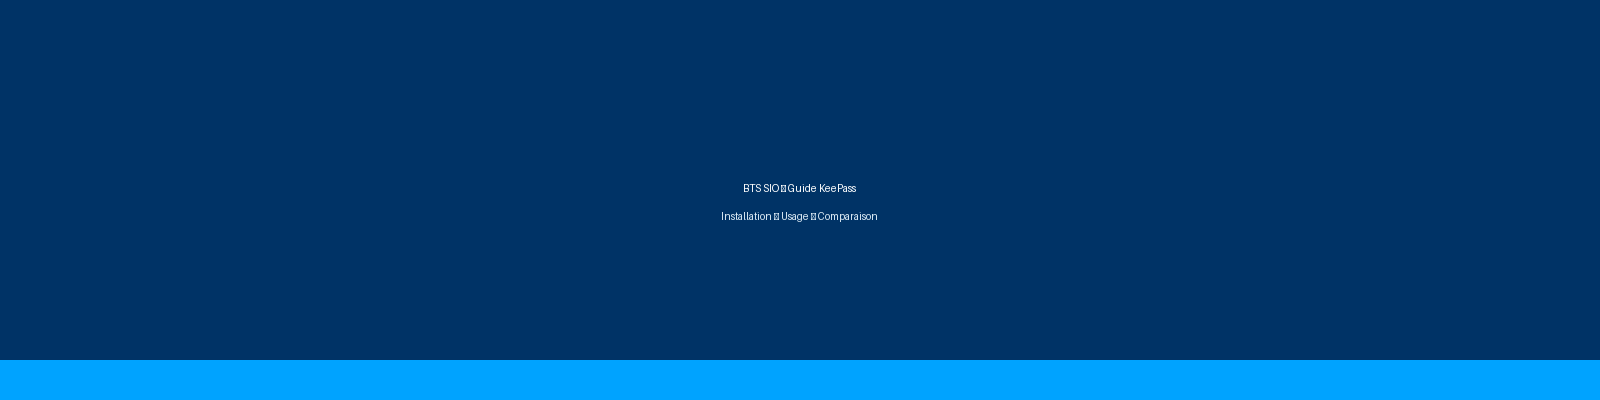 BTS SIO Guide KeePass
Installation Usage Comparaison